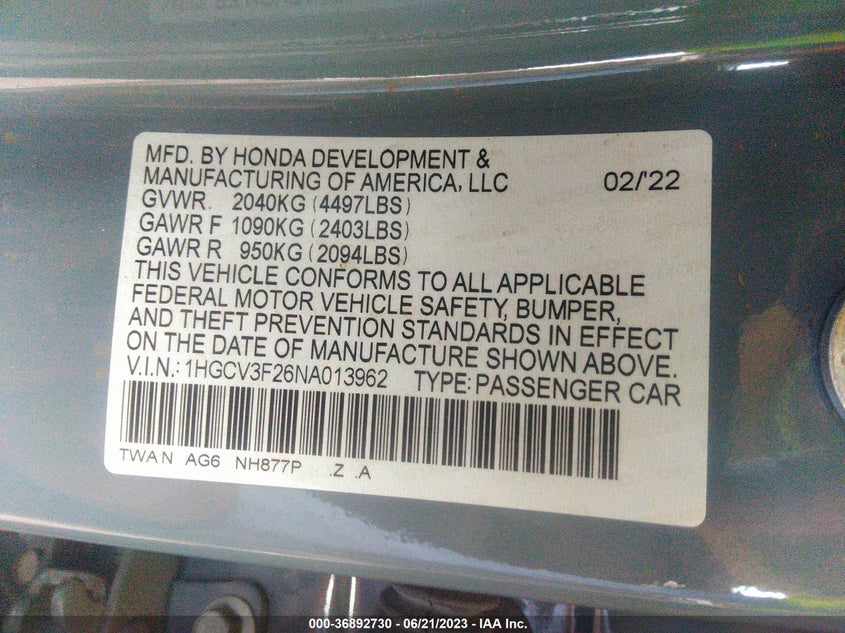 MFD. BY HONDA DEVELOPMENT &
MANUFACTURING OF AMERICA, LLC 02/'22
GVWR. 2040KG (4497LBS)
GAWR F 1090KG (2403LBS)
GAWR R 950KG (2094LBS)
THIS VEHICLE CONFORMS TO ALL APPLICABLE
FEDERAL MOTOR VEHICLE SAFETY, BUMPER,
AND THEFT PREVENTION STANDARDS IN EFFECT
ON THE DATE OF MANUFACTURE SHOWN ABOVE.
V.I.N.: 1HGCV3F26NA013962 TYPE: PASSENGER CAR
TWAN AG6 NH877P .Z .A
000-36892730 - 06/21/2023 - IAA Inc.